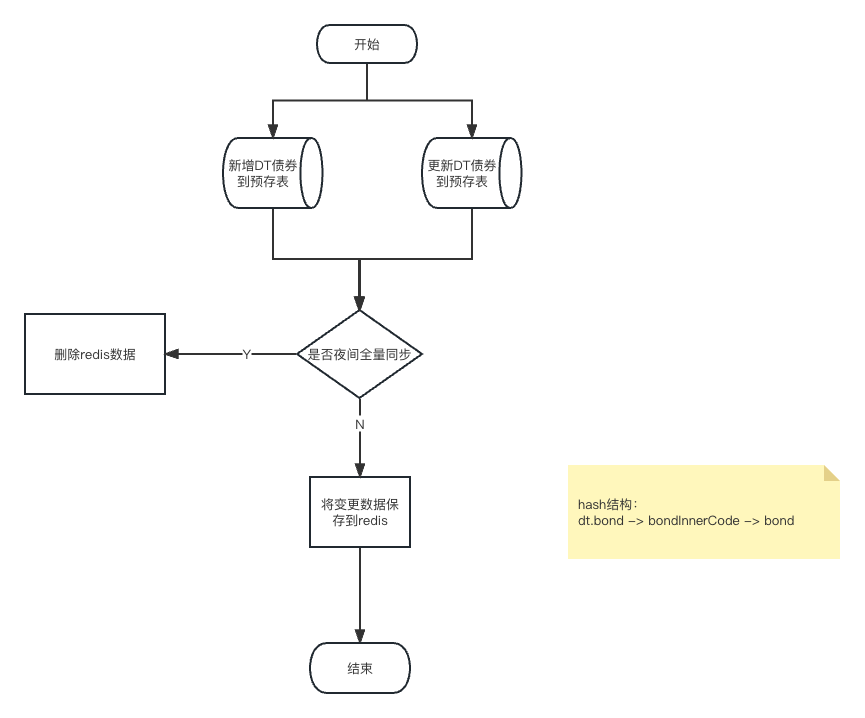 开始
新增DT债券
到预存表
更新DT债券
到预存表
是否夜间全量同步
Y
删除redis数据
N
将变更数据保
存到redis
hash结构：
dt.bond -> bondInnerCode -> bond
结束